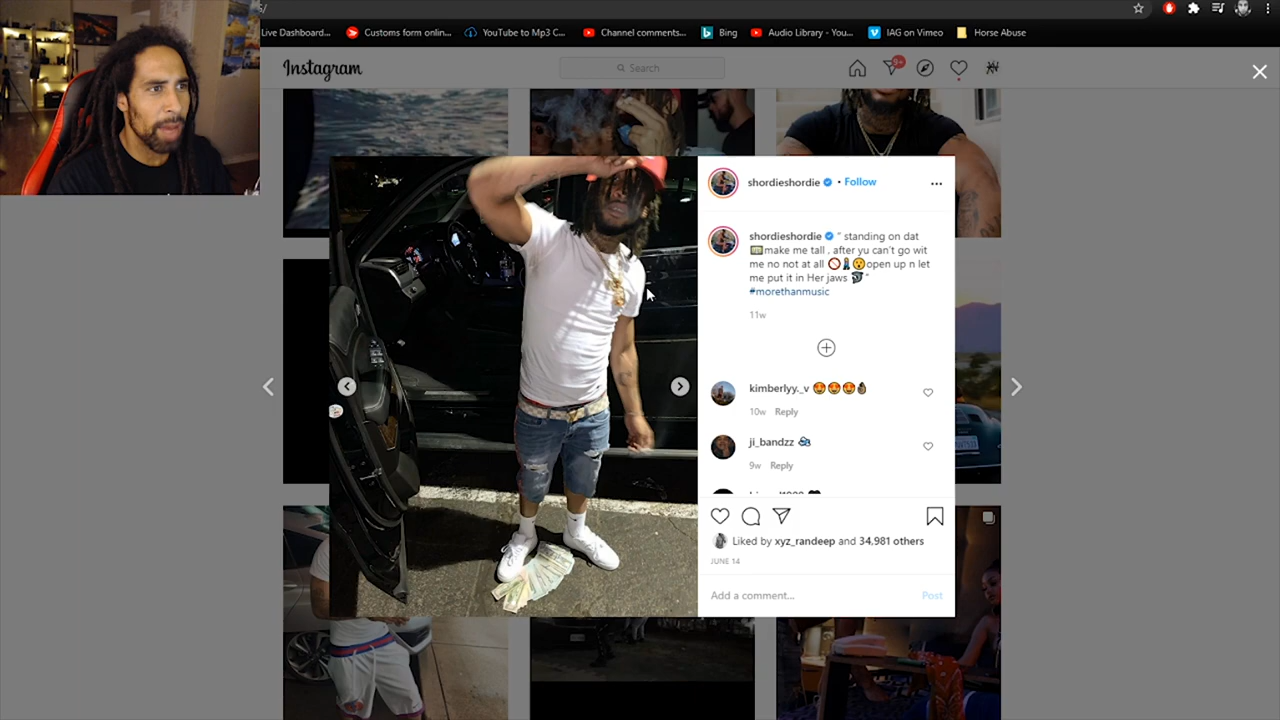 s/
Live Dashboard...
Customs form onlin...
YouTube to Mp3 C...
Channel comments...
Bing
Audio Library - You...
IAG on Vimeo
Horse Abuse
Instagram
Search
9+
shordieshordie • Follow
shordieshordie " standing on dat
💵make me tall , after yu can't go wit
me no not at all 🚫🧍‍♂️😯open up n let
me put it in Her jaws "
#morethanmusic
11w
kimberlyy._v 😍😍😍
10w Reply
ji_bandzz
9w Reply
Liked by xyz_randeep and 34,981 others
JUNE 14
Add a comment...
Post